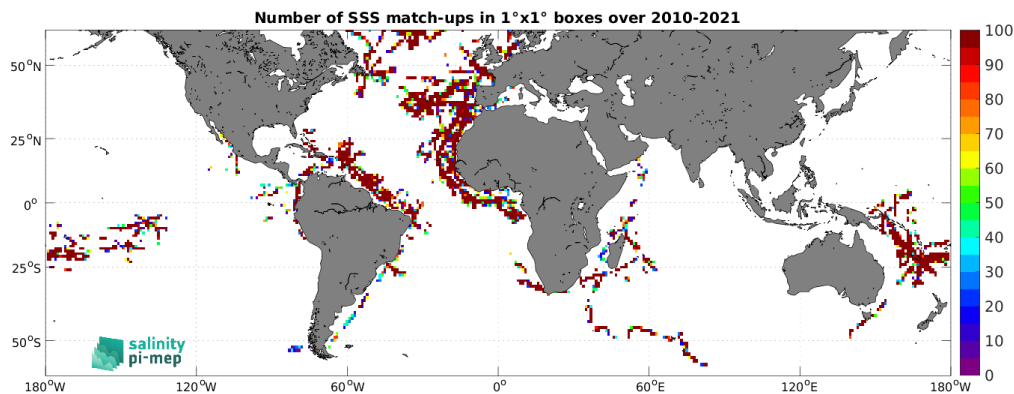 Number of SSS match-ups in 1°x1° boxes over 2010-2021
100
90
80
70
60
50
40
30
20
10
0
50°N
25°N
0°
25°S
50°S
salinity
pi-mep
180°W
120°W
60°W
0°
60°E
120°E
180°W